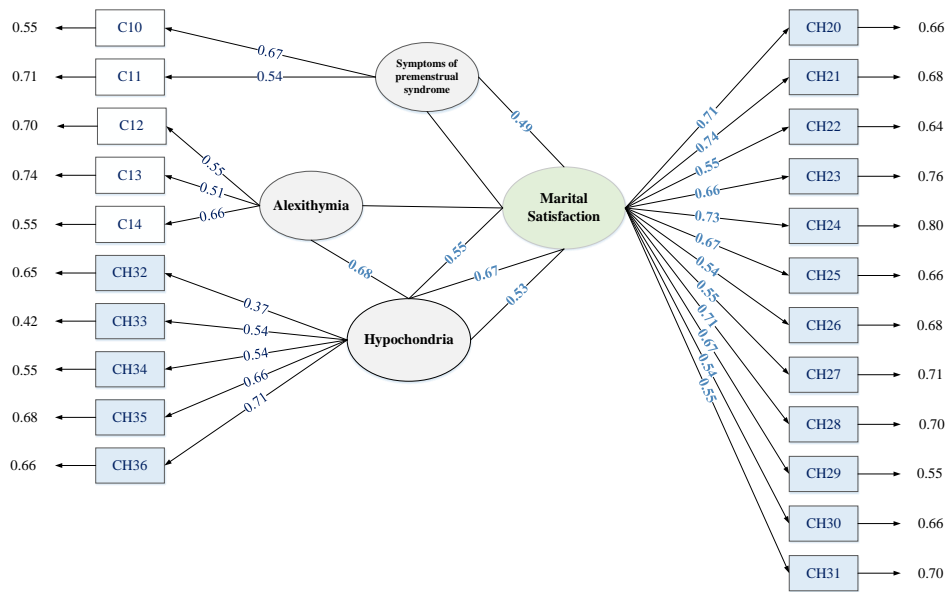 0.55
C10
0.71
C11
0.70
C12
0.74
C13
0.55
C14
0.65
CH32
0.42
CH33
0.55
CH34
0.68
CH35
0.66
CH36
0.67
0.54
0.55
0.51
0.66
0.37
0.54
0.54
0.66
0.71
Symptoms of
premenstrual
syndrome
Alexithymia
Hypochondria
0.49
0.68
0.55
0.67
0.53
Marital
Satisfaction
0.71
0.74
0.55
0.66
0.73
0.67
0.54
0.55
0.71
0.67
0.54
0.55
CH20
0.66
CH21
0.68
CH22
0.64
CH23
0.76
CH24
0.80
CH25
0.66
CH26
0.68
CH27
0.71
CH28
0.70
CH29
0.55
CH30
0.66
CH31
0.70